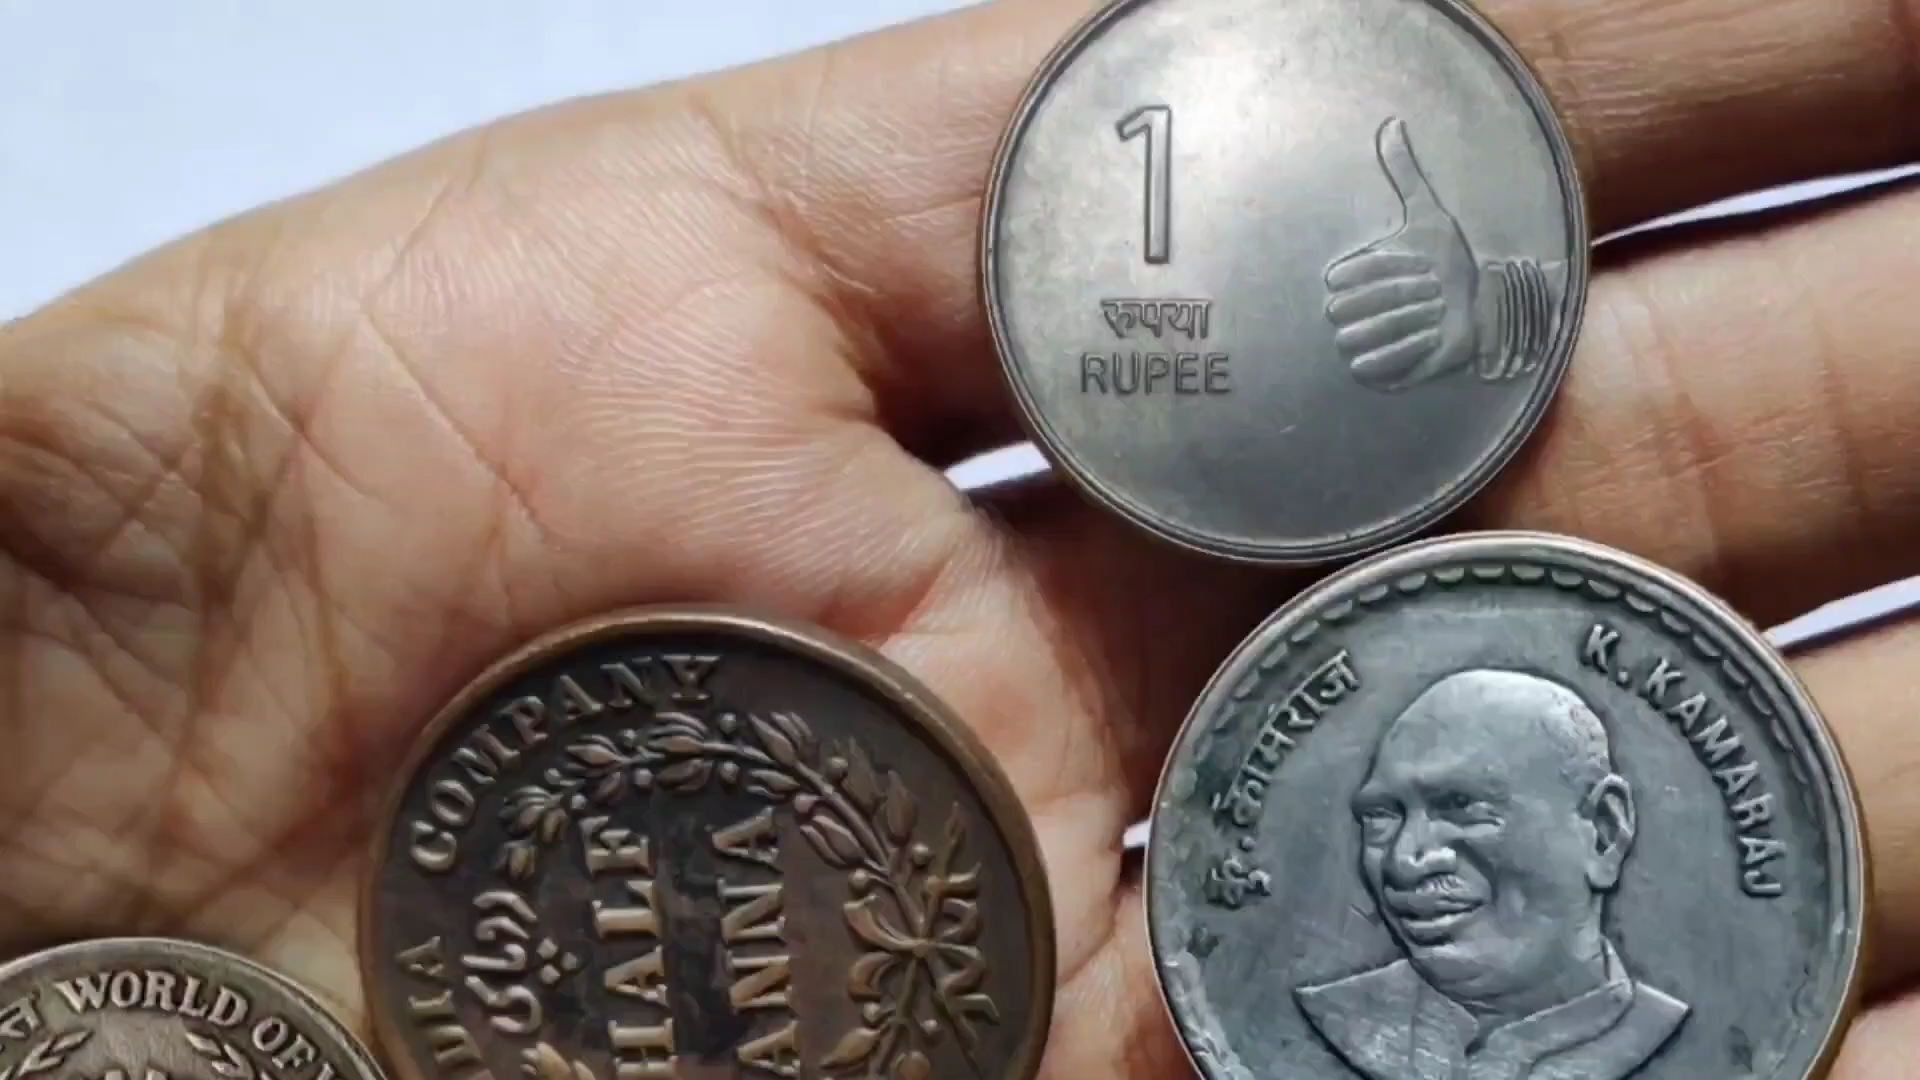 1
रुपया
RUPEE
कु. कामराज
K. KAMARAJ
COMPANY
HALF
ANNA
WORLD OF